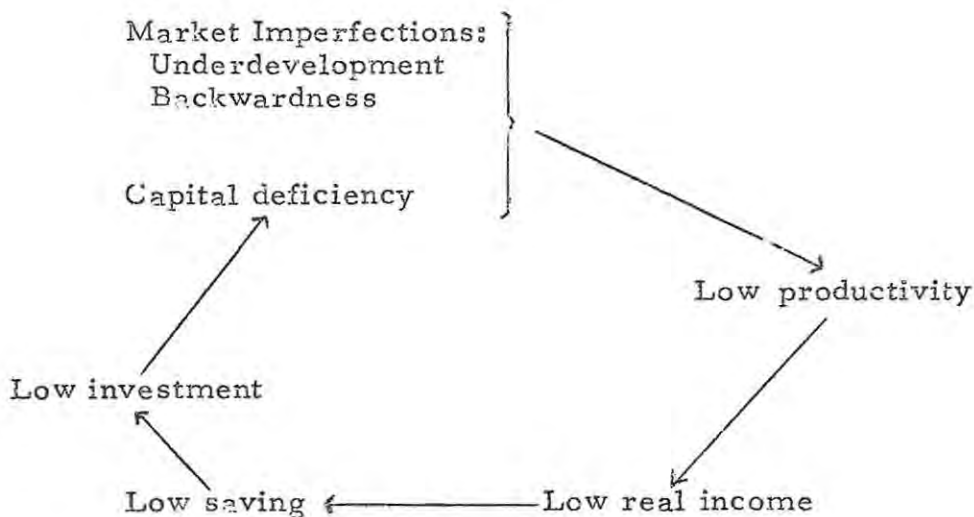 Market Imperfections:
Underdevelopment
Backwardness
Capital deficiency
Low productivity
Low investment
Low saving
Low real income